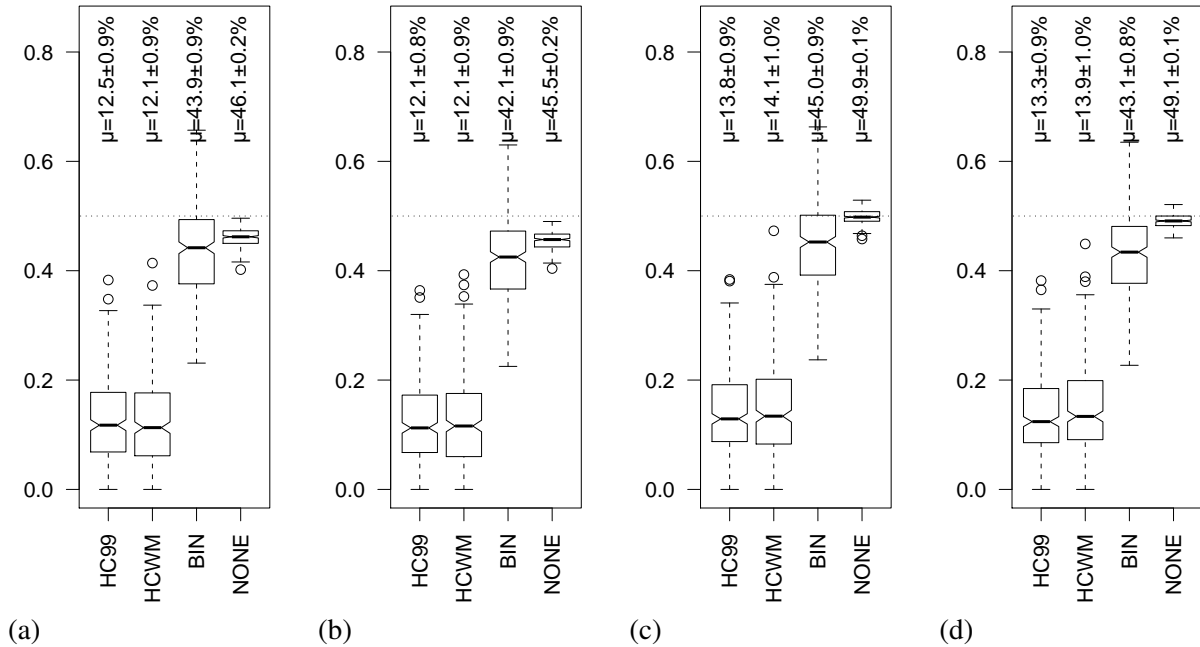 0.0
0.2
0.4
0.6
0.8
μ=12.5±0.9%
μ=12.1±0.9%
μ=43.9±0.9%
μ=46.1±0.2%
HC99
HCWM
BIN
NONE
(a)
0.0
0.2
0.4
0.6
0.8
μ=12.1±0.8%
μ=12.1±0.9%
μ=42.1±0.9%
μ=45.5±0.2%
HC99
HCWM
BIN
NONE
(b)
0.0
0.2
0.4
0.6
0.8
μ=13.8±0.9%
μ=14.1±1.0%
μ=45.0±0.9%
μ=49.9±0.1%
HC99
HCWM
BIN
NONE
(c)
0.0
0.2
0.4
0.6
0.8
μ=13.3±0.9%
μ=13.9±1.0%
μ=43.1±0.8%
μ=49.1±0.1%
HC99
HCWM
BIN
NONE
(d)